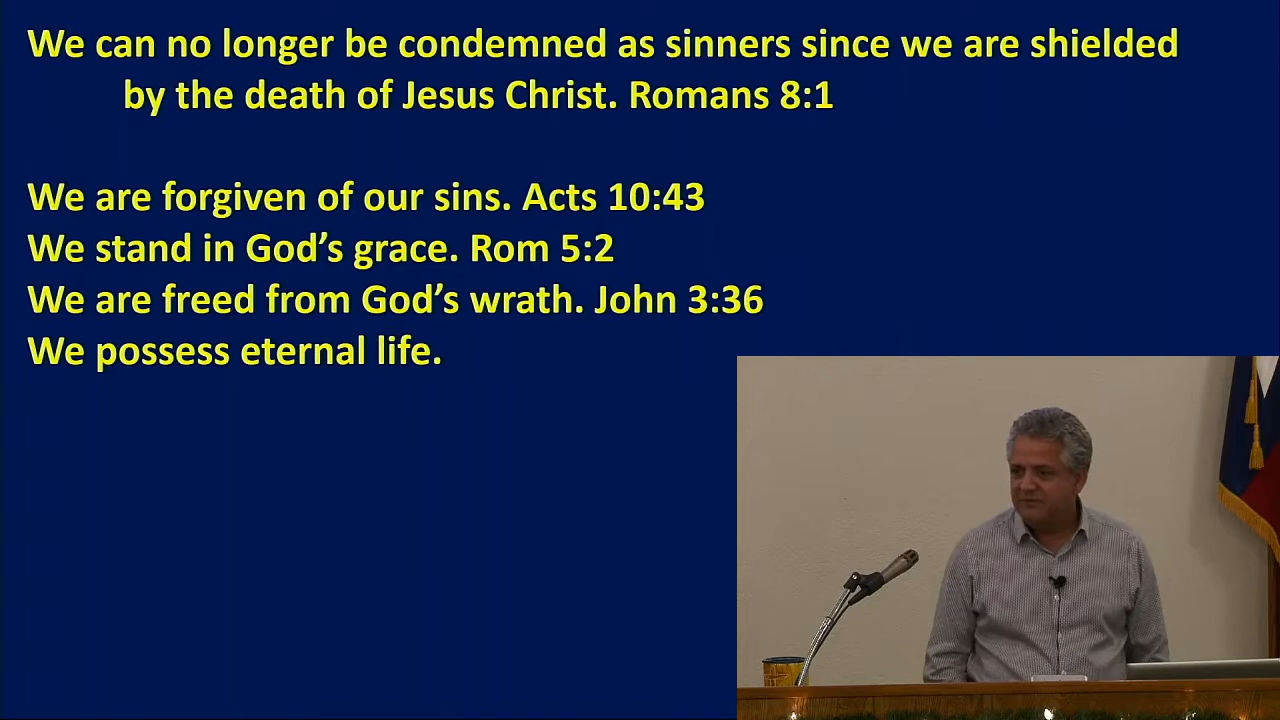 We can no longer be condemned as sinners since we are shielded
by the death of Jesus Christ. Romans 8:1
We are forgiven of our sins. Acts 10:43
We stand in God’s grace. Rom 5:2
We are freed from God’s wrath. John 3:36
We possess eternal life.